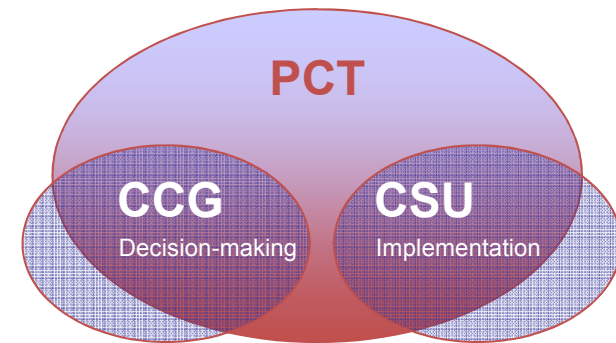 PCT
CCG
Decision-making
CSU
Implementation